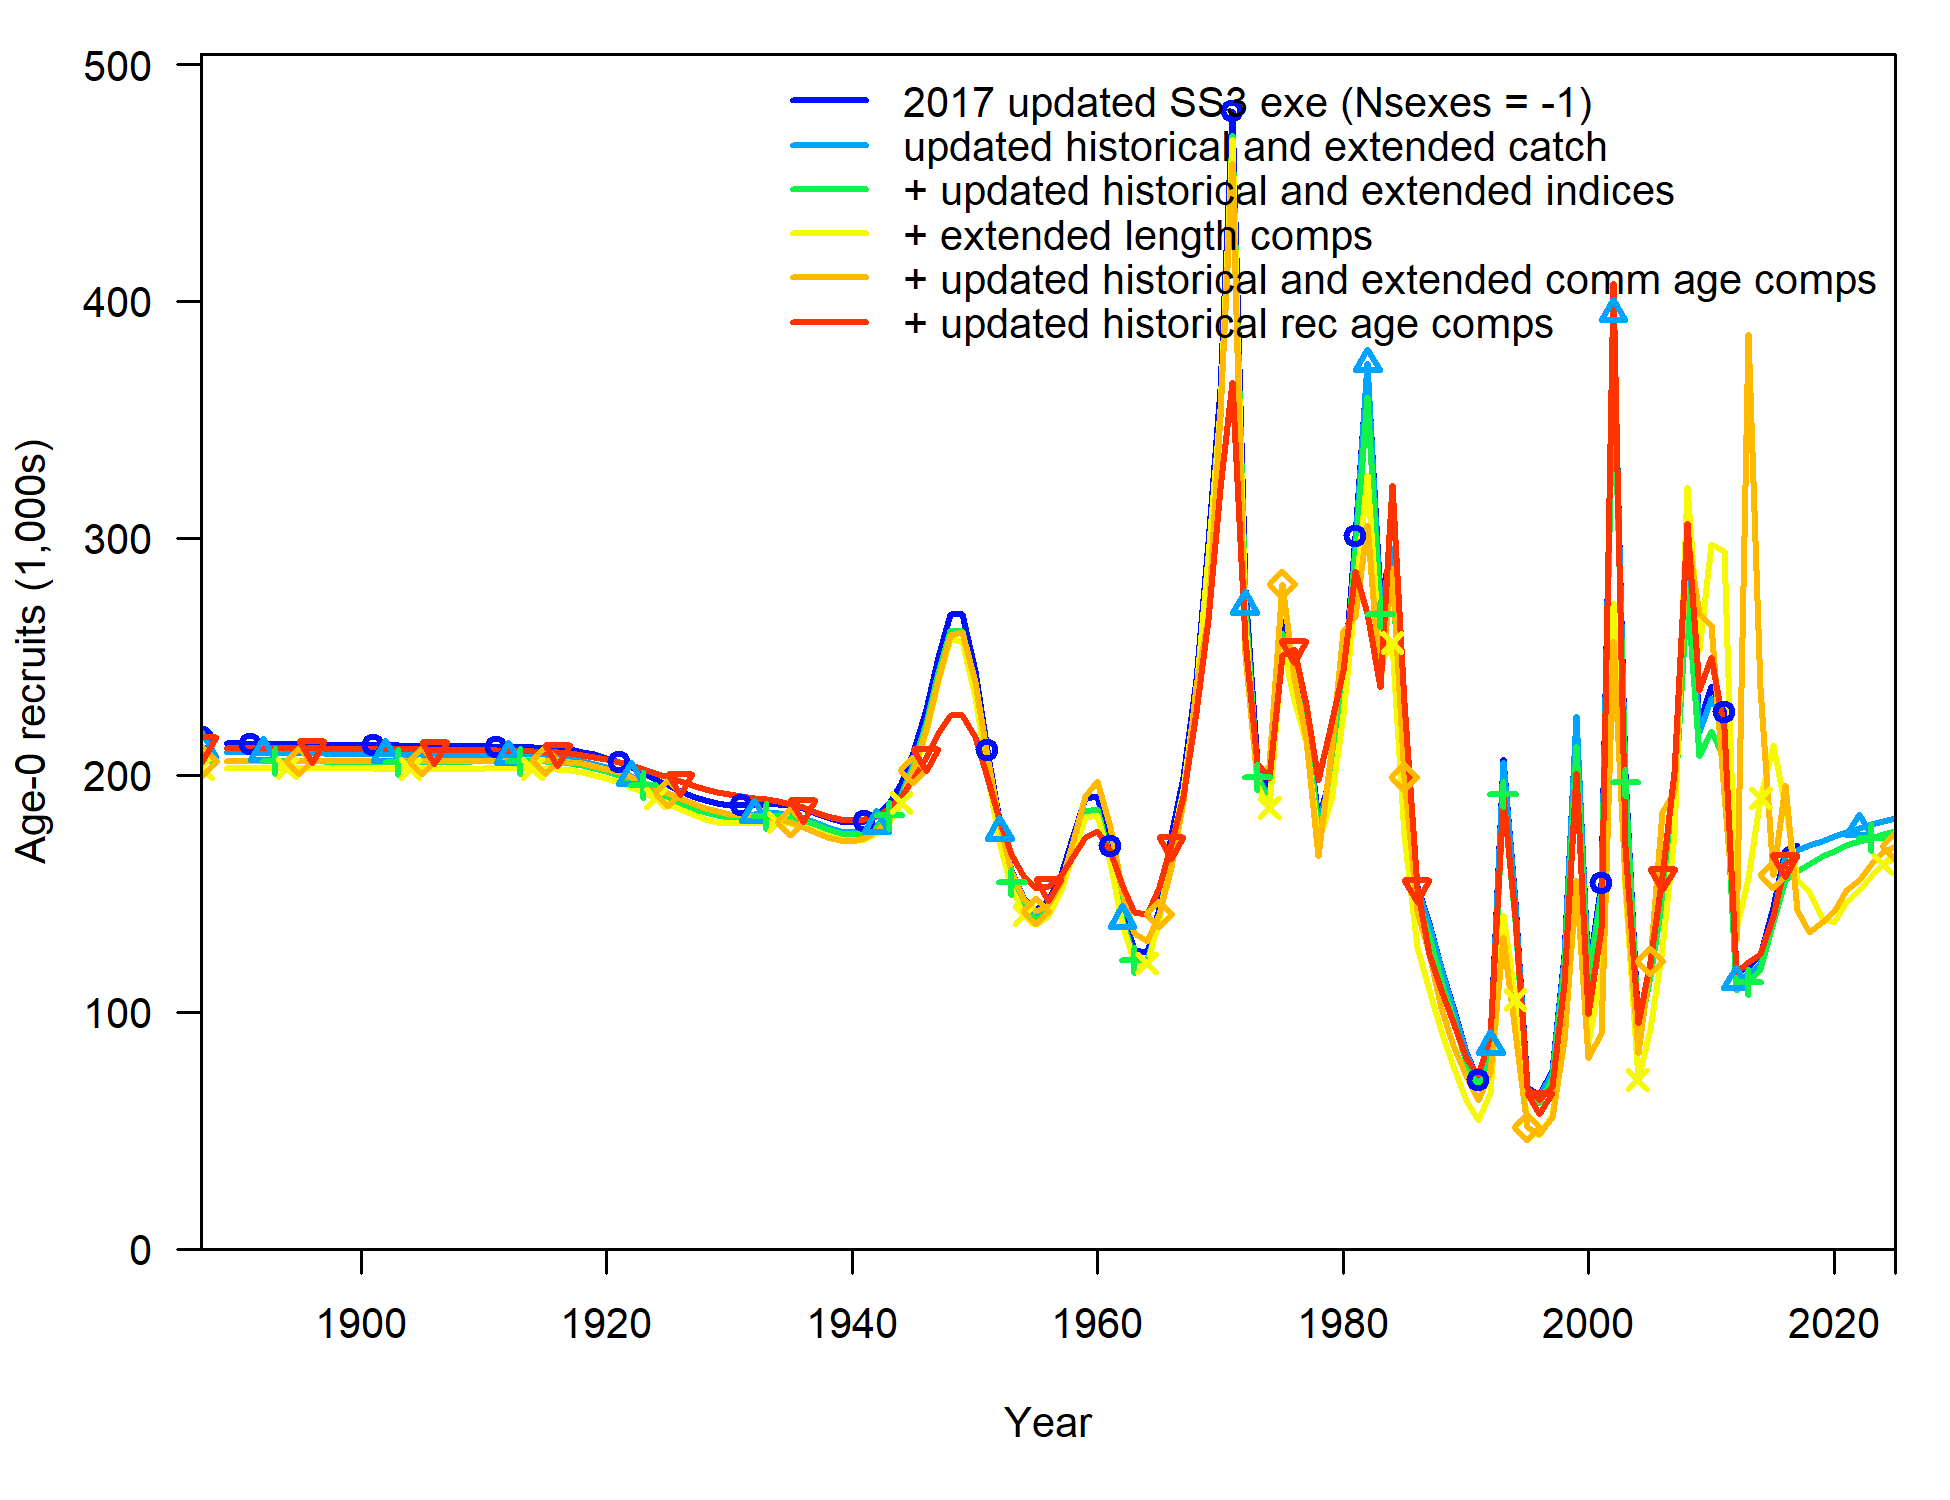 500
400
300
200
100
0
Age-0 recruits (1,000s)
2017 updated SS3 exe (Nsexes = -1)
updated historical and extended catch
+ updated historical and extended indices
+ extended length comps
+ updated historical and extended comm age comps
+ updated historical rec age comps
1900 1920 1940 1960 1980 2000 2020
Year